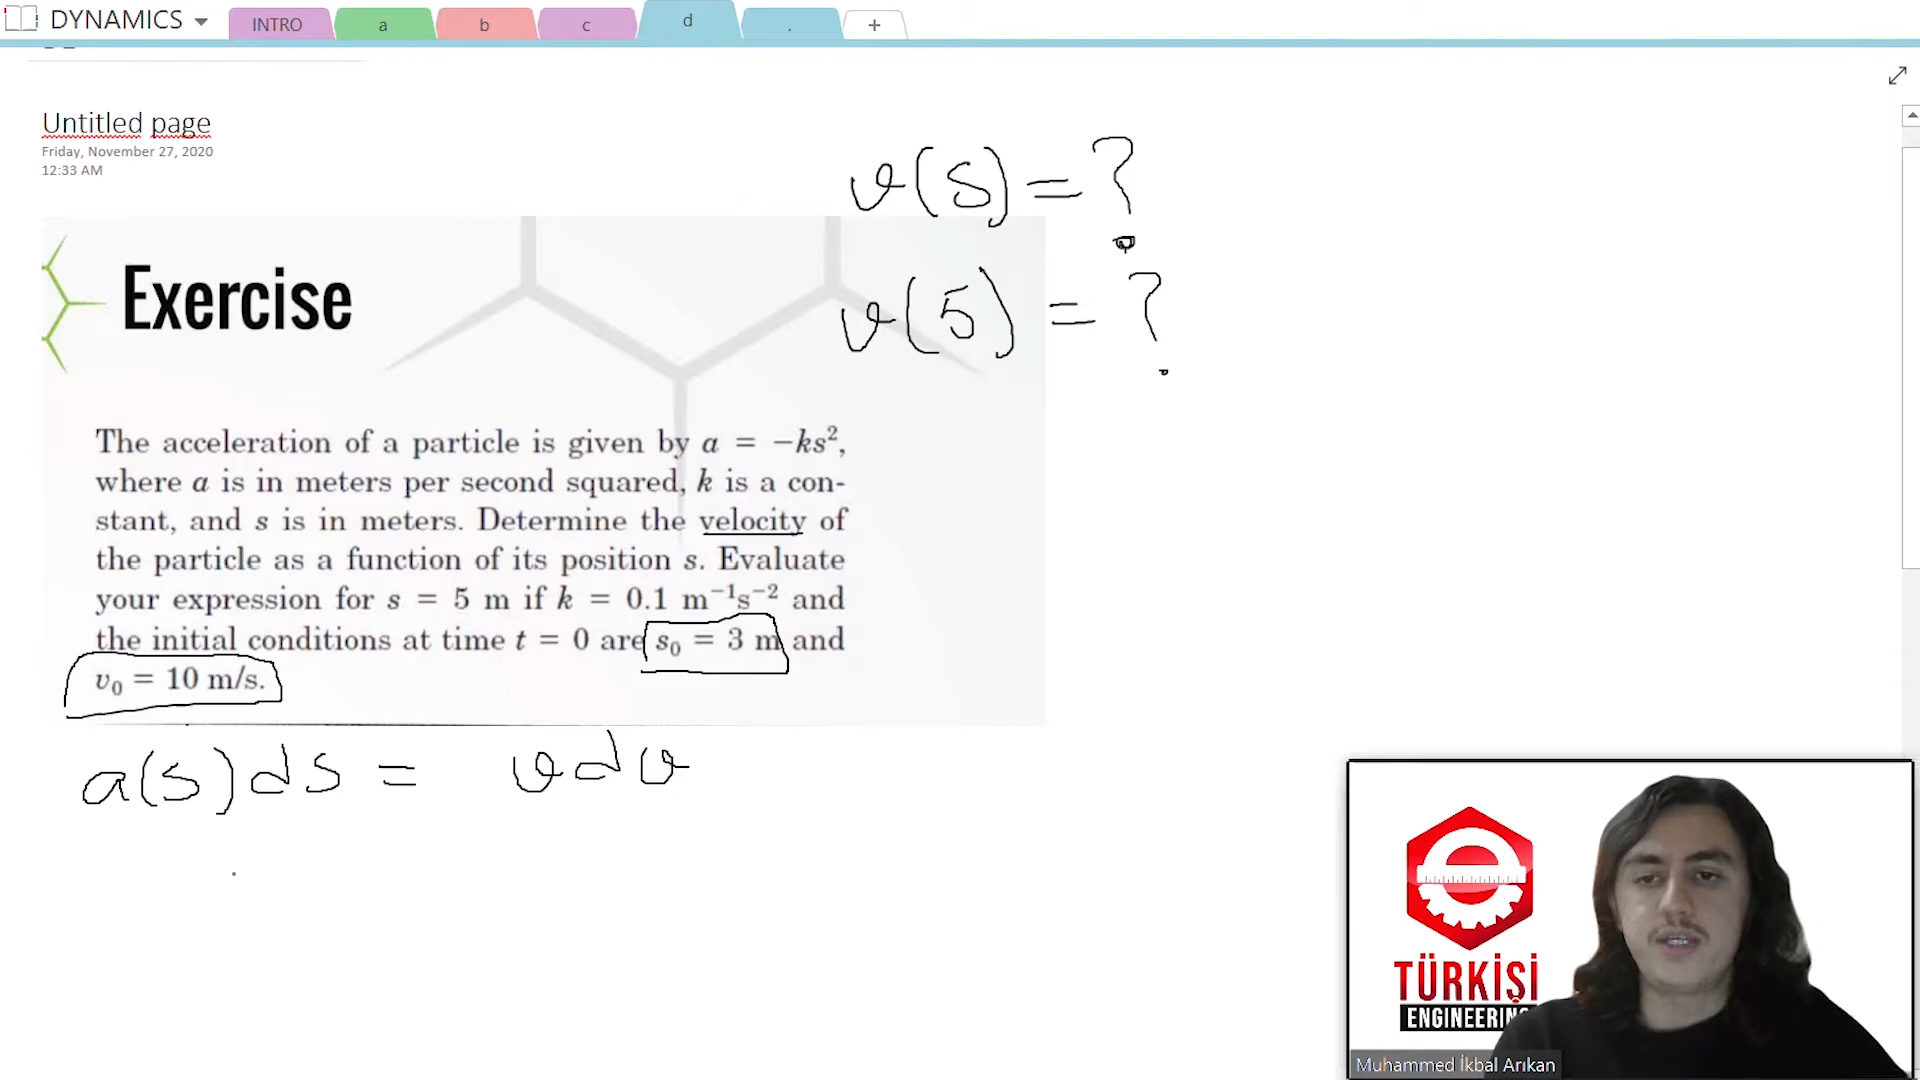 DYNAMICS
INTRO
a
b
c
d
.
+
Untitled page
Friday, November 27, 2020
12:33 AM
v(s) = ?
v(5) = ?
Exercise
The acceleration of a particle is given by a = −ks²,
where a is in meters per second squared, k is a con-
stant, and s is in meters. Determine the velocity of
the particle as a function of its position s. Evaluate
your expression for s = 5 m if k = 0.1 m⁻¹s⁻² and
the initial conditions at time t = 0 are s₀ = 3 m and
v₀ = 10 m/s.
a(s)ds = vdv
TÜRKİŞİ
ENGINEERING
Muhammed İkbal Arıkan